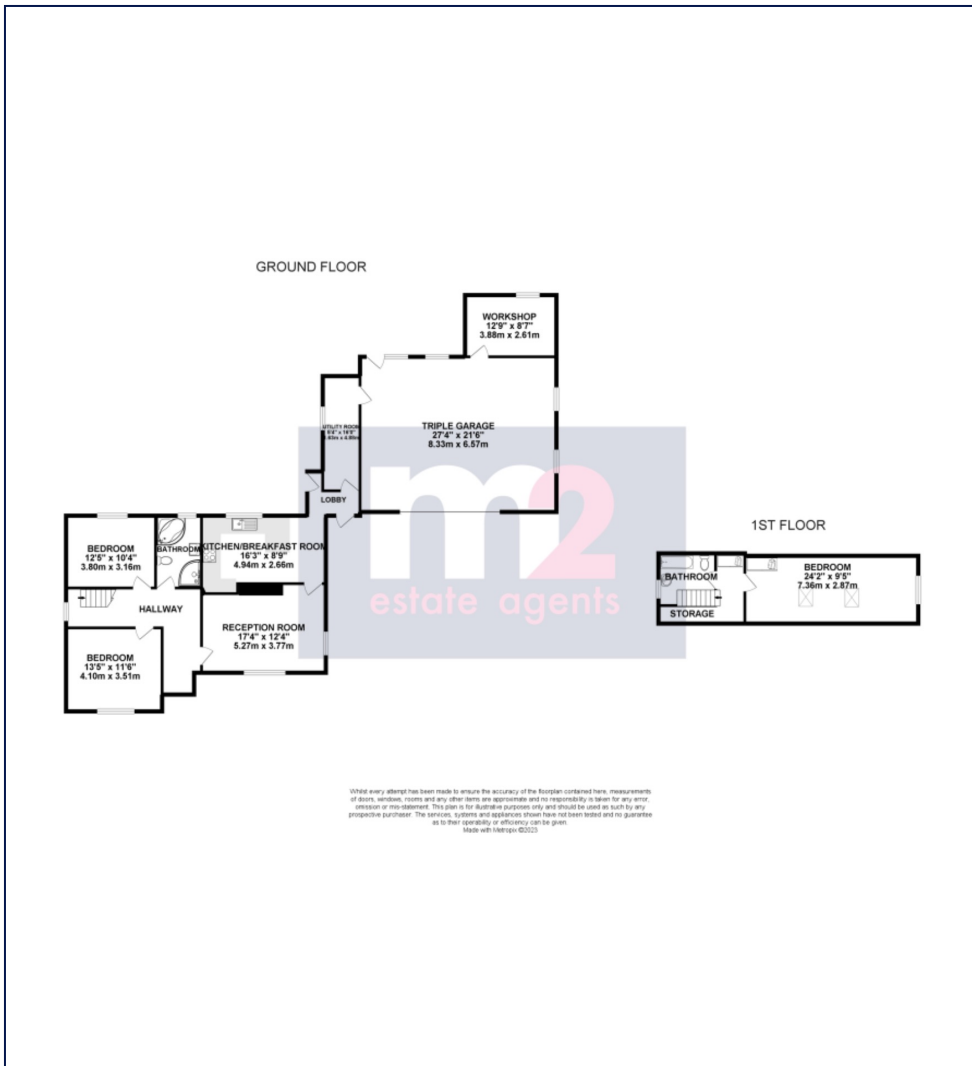 GROUND FLOOR
WORKSHOP
12'9" x 8'7"
3.88m x 2.61m
TRIPLE GARAGE
27'4" x 21'6"
8.33m x 6.57m
UTILITY ROOM
LOBBY
BEDROOM
12'5" x 10'4"
3.80m x 3.16m
BATHROOM
KITCHEN/BREAKFAST ROOM
16'3" x 8'9"
4.94m x 2.66m
HALLWAY
RECEPTION ROOM
17'4" x 12'4"
5.27m x 3.77m
BEDROOM
13'5" x 11'6"
4.10m x 3.51m
m2
estate agents
1ST FLOOR
BATHROOM
STORAGE
BEDROOM
24'2" x 9'5"
7.36m x 2.87m
Whilst every attempt has been made to ensure the accuracy of the floorplan contained here, measurements
of doors, windows, rooms and any other items are approximate and no responsibility is taken for any error,
omission or mis-statement. This plan is for illustrative purposes only and should be used as such by any
prospective purchaser. The services, systems and appliances shown have not been tested and no guarantee
as to their operability or efficiency can be given.
Made with Metropix ©2023